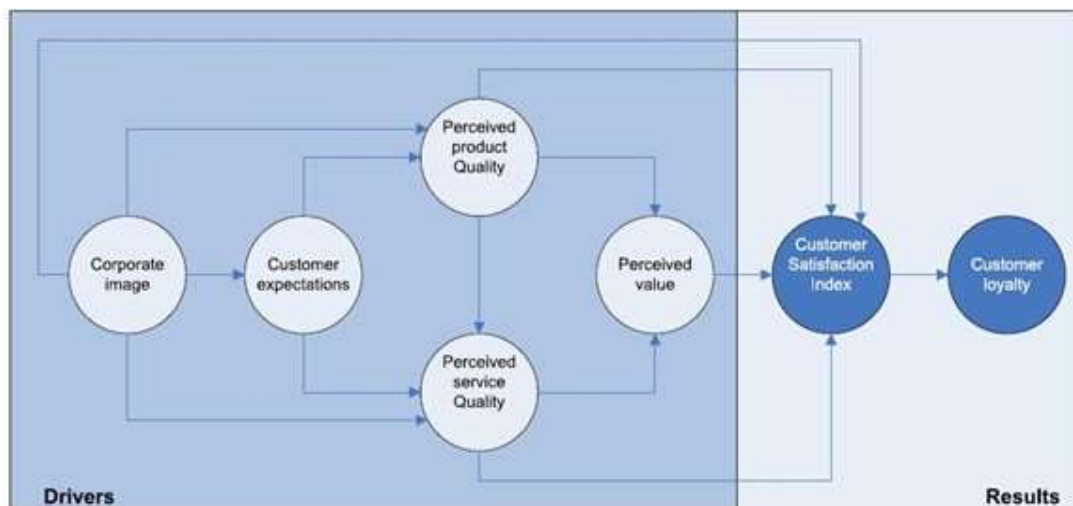 Perceived
product
Quality
Corporate
image
Customer
expectations
Perceived
value
Customer
Satisfaction
Index
Customer
loyalty
Perceived
service
Quality
Drivers
Results